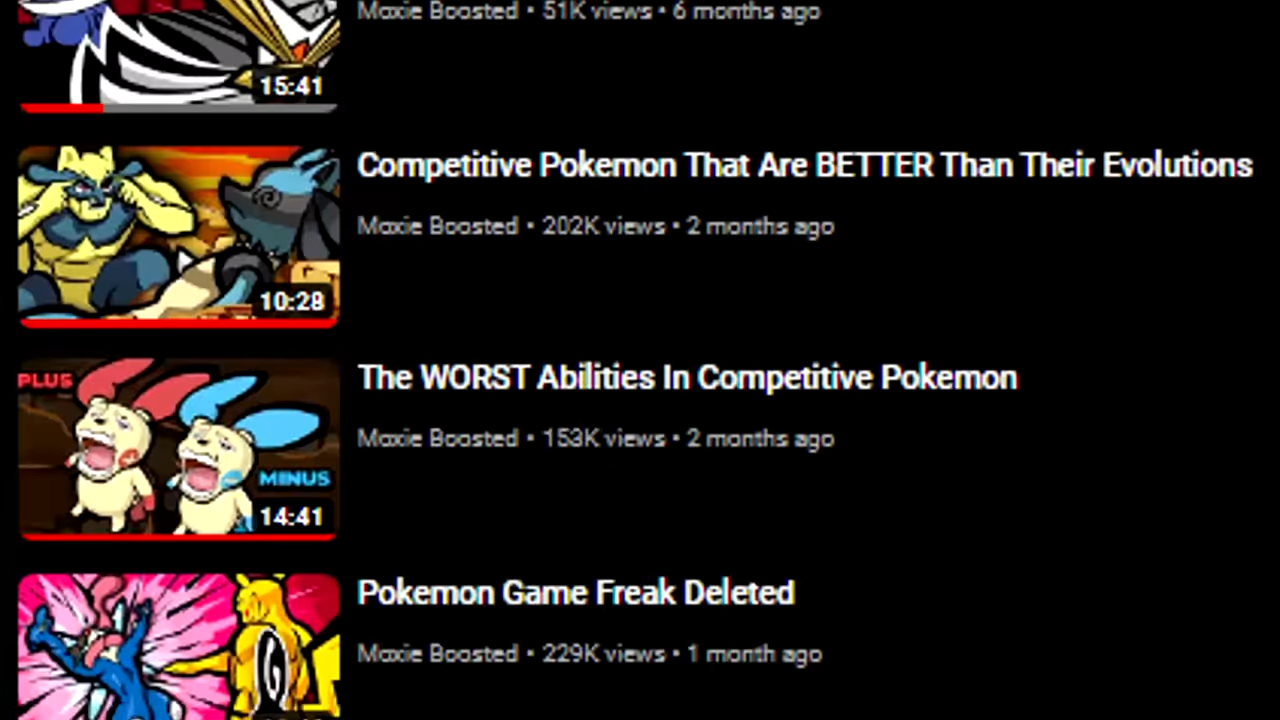 Moxie Boosted • 51K views • 6 months ago
15:41
Competitive Pokemon That Are BETTER Than Their Evolutions
Moxie Boosted • 202K views • 2 months ago
10:28
The WORST Abilities In Competitive Pokemon
PLUS
Moxie Boosted • 153K views • 2 months ago
MINUS
14:41
Pokemon Game Freak Deleted
Moxie Boosted • 229K views • 1 month ago